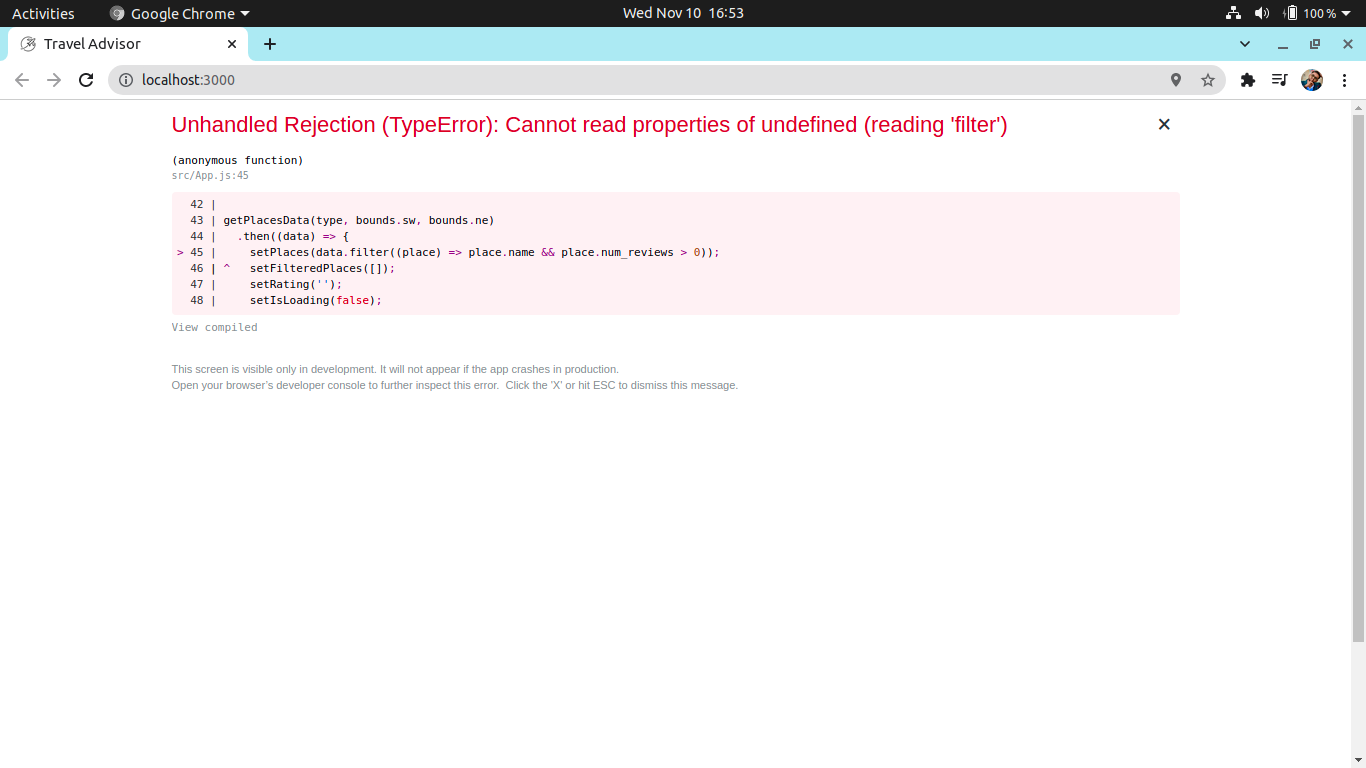 Activities Google Chrome Wed Nov 10 16:53 100 %
Travel Advisor
localhost:3000
Unhandled Rejection (TypeError): Cannot read properties of undefined (reading 'filter')
(anonymous function)
src/App.js:45
42 |
43 | getPlacesData(type, bounds.sw, bounds.ne)
44 |   .then((data) => {
> 45 |     setPlaces(data.filter((place) => place.name && place.num_reviews > 0));
46 | ^   setFilteredPlaces([]);
47 |     setRating('');
48 |     setIsLoading(false);
View compiled
This screen is visible only in development. It will not appear if the app crashes in production.
Open your browser's developer console to further inspect this error.  Click the 'X' or hit ESC to dismiss this message.